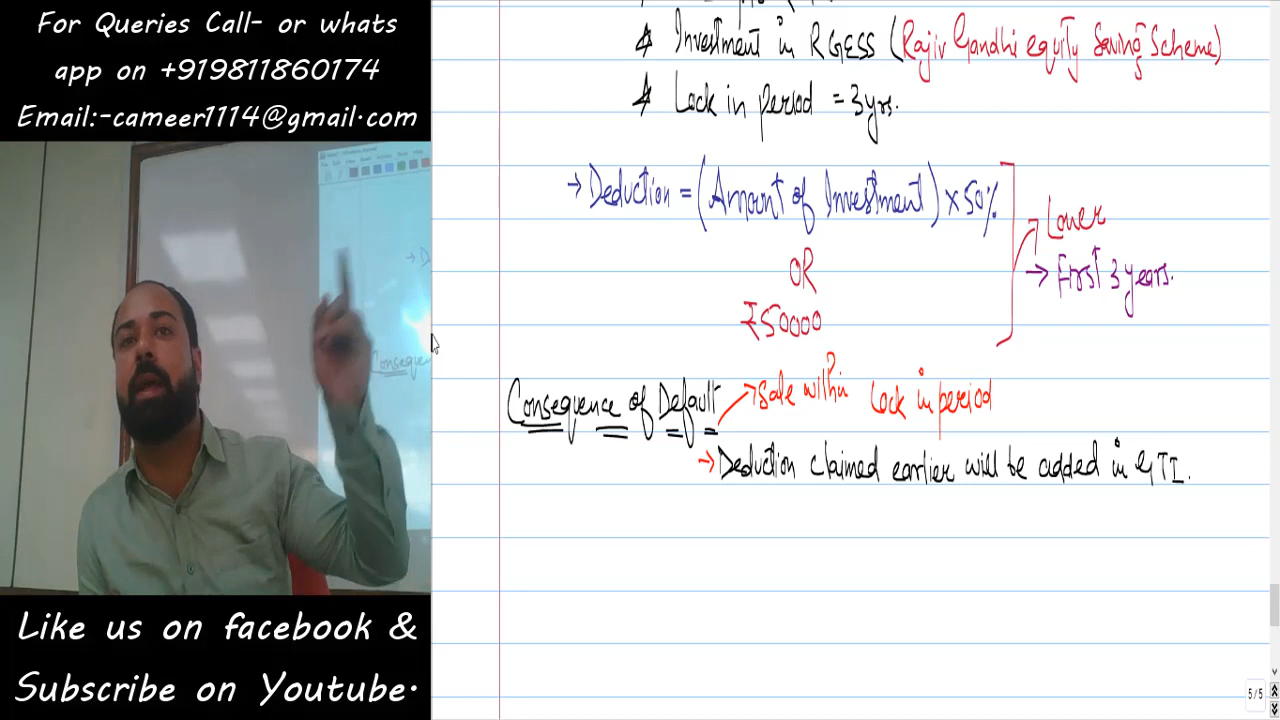 For Queries Call- or whats
app on +919811860174
Email:-cameer1114@gmail.com
Like us on facebook &
Subscribe on Youtube.
* Investment in RGESS (Rajiv Gandhi equity Saving Scheme)
* Lock in period = 3 yrs.
→ Deduction = (Amount of Investment) × 50%
OR
₹50000
→ Lower
→ First 3 years.
Consequence of Default → Sale within Lock in period
→ Deduction claimed earlier will be added in GTI.
Consequen
5/5